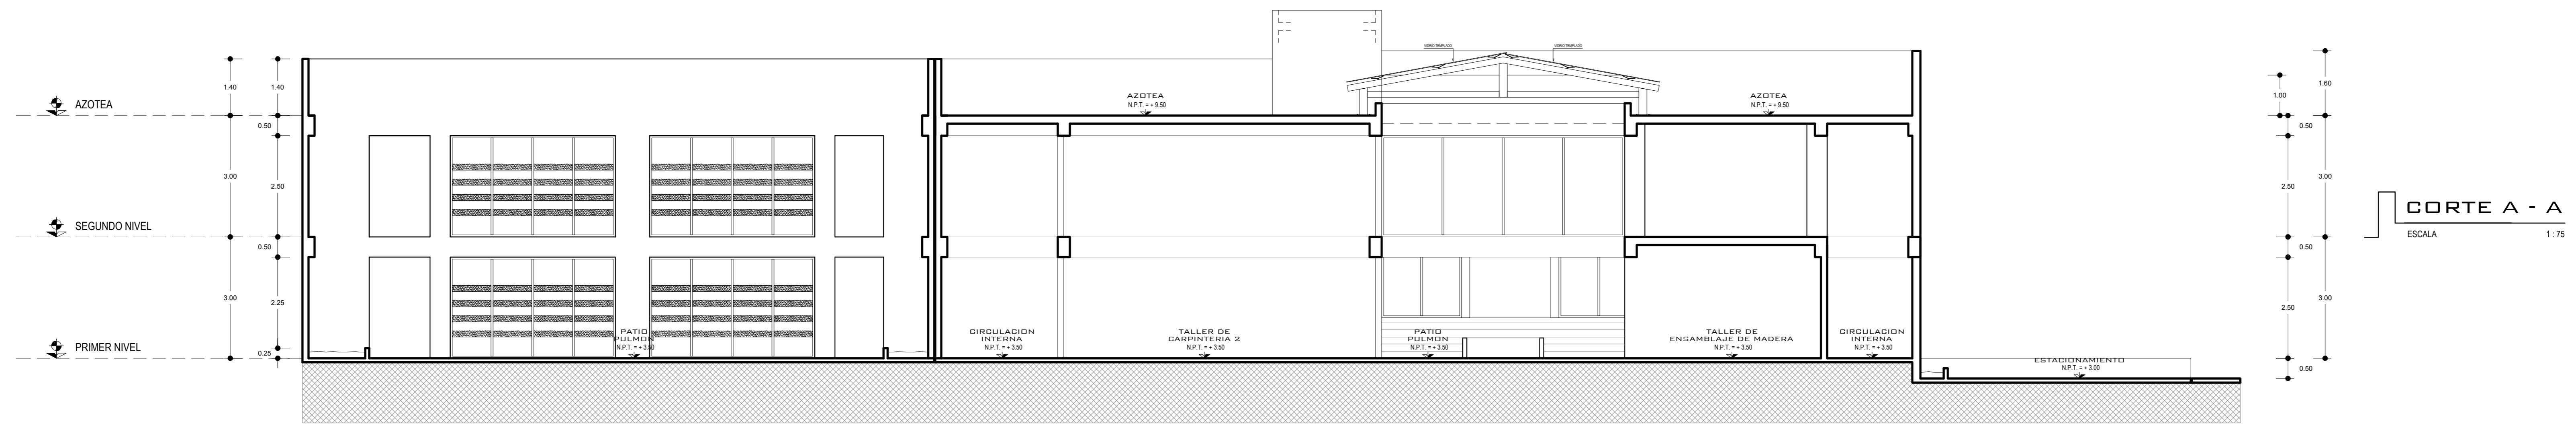 VIDRIO TEMPLADO
VIDRIO TEMPLADO
1.40
1.40
AZOTEA
AZOTEA
N.P.T. = + 9.50
AZOTEA
N.P.T. = + 9.50
1.00
1.60
0.50
0.50
3.00
2.50
2.50
3.00
SEGUNDO NIVEL
CORTE A - A
ESCALA
1 : 75
0.50
0.50
3.00
2.25
2.50
3.00
PRIMER NIVEL
0.25
PATIO
PULMON
N.P.T. = + 3.50
CIRCULACION
INTERNA
N.P.T. = + 3.50
TALLER DE
CARPINTERIA 2
N.P.T. = + 3.50
PATIO
PULMON
N.P.T. = + 3.50
TALLER DE
ENSAMBLAJE DE MADERA
N.P.T. = + 3.50
CIRCULACION
INTERNA
N.P.T. = + 3.50
ESTACIONAMIENTO
N.P.T. = + 3.00
0.50